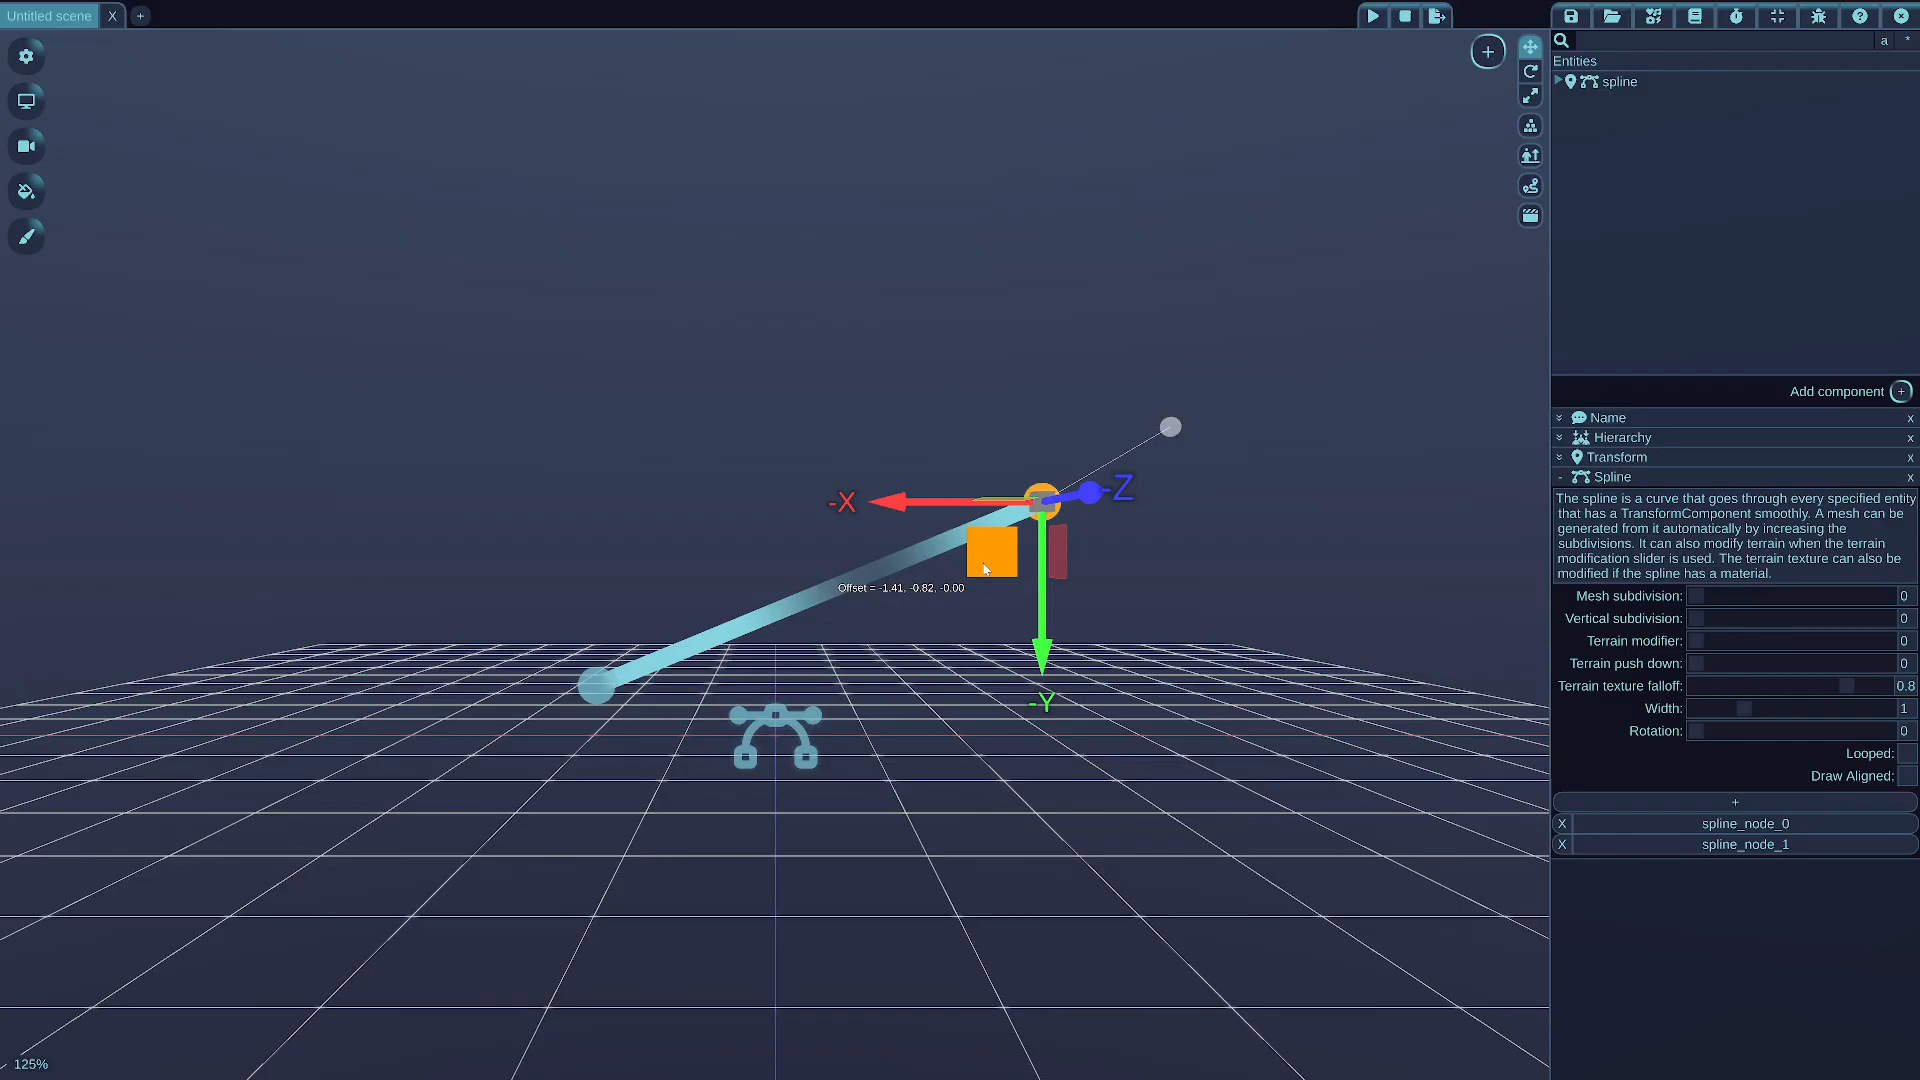 Untitled scene X +
a *
Entities
spline
Add component +
Name x
Hierarchy x
Transform x
- Spline x
The spline is a curve that goes through every specified entity
that has a TransformComponent smoothly. A mesh can be
generated from it automatically by increasing the
subdivisions. It can also modify terrain when the terrain
modification slider is used. The terrain texture can also be
modified if the spline has a material.
Mesh subdivision: 0
Vertical subdivision: 0
Terrain modifier: 0
Terrain push down: 0
Terrain texture falloff: 0.8
Width: 1
Rotation: 0
Looped:
Draw Aligned:
+
X spline_node_0
X spline_node_1
-X
-Z
Offset = -1.41, -0.82, -0.00
-Y
125%